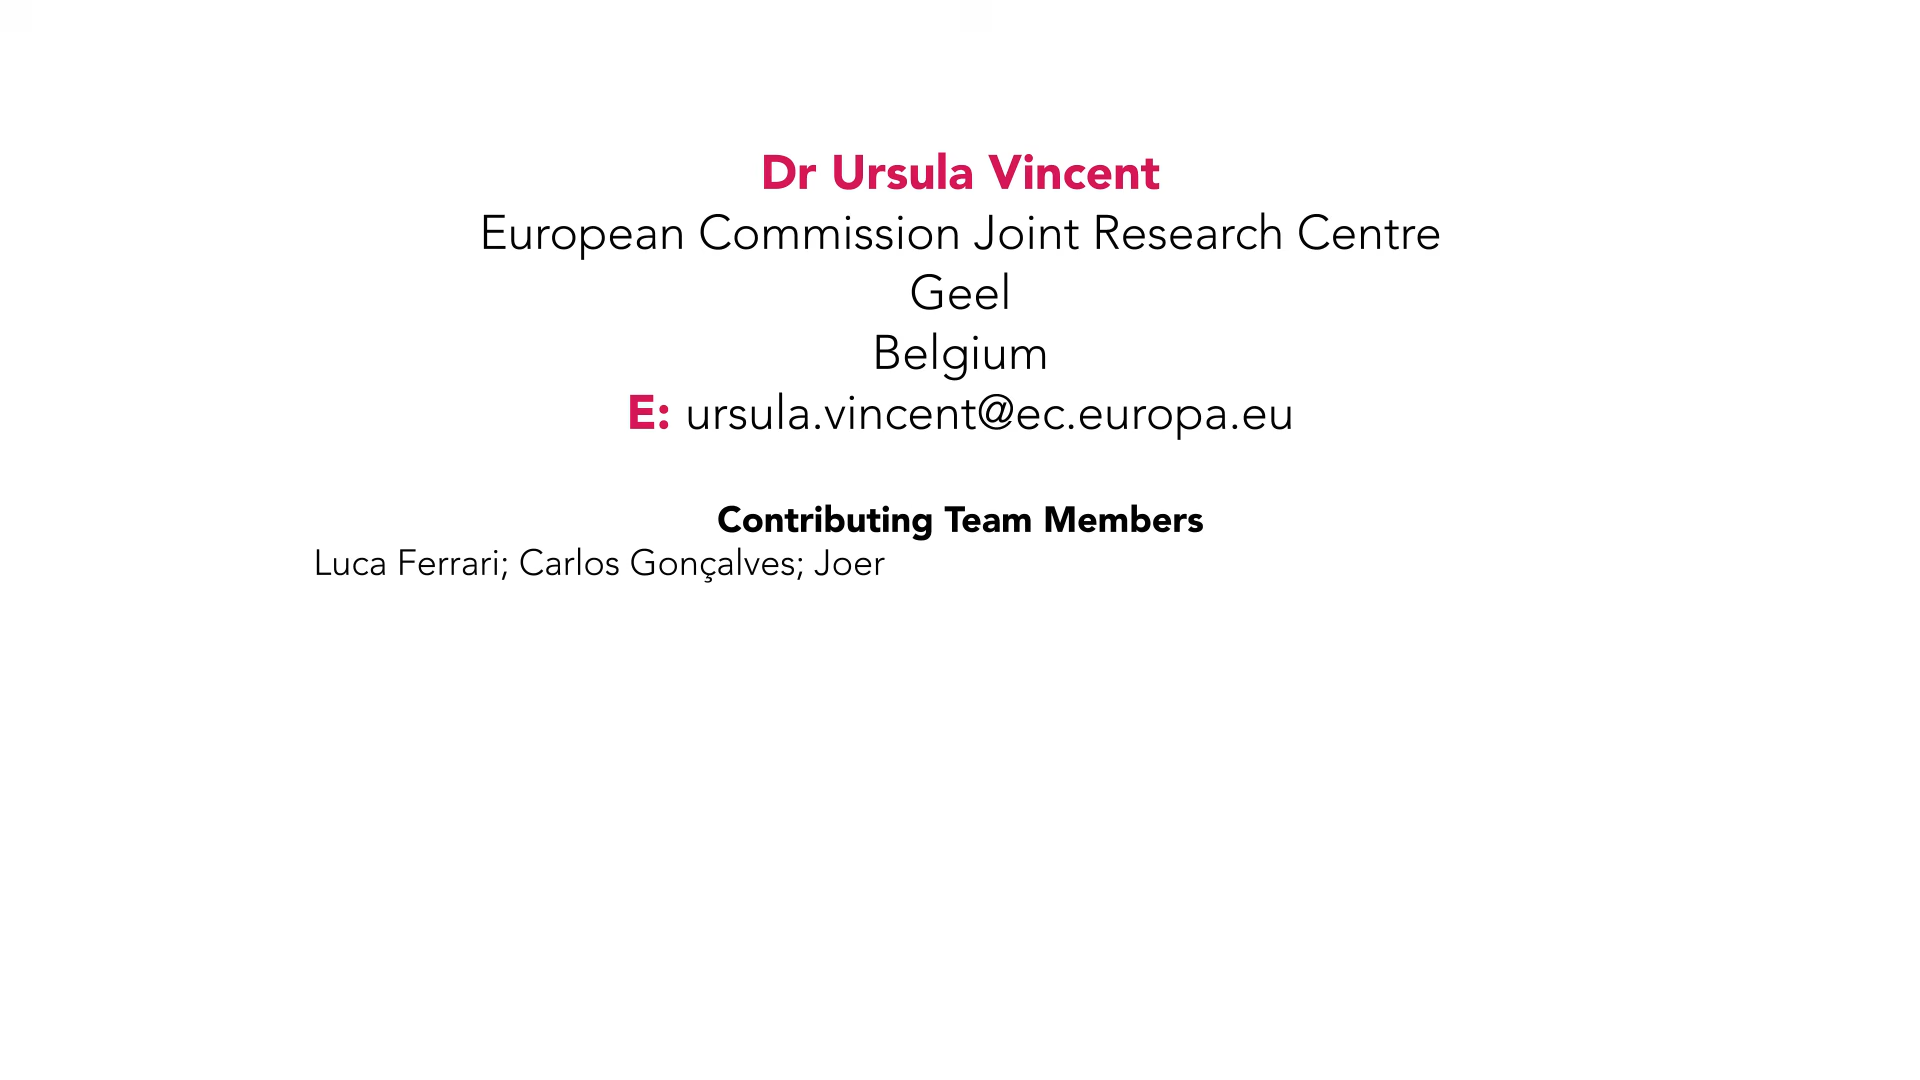 Dr Ursula Vincent
European Commission Joint Research Centre
Geel
Belgium
E: ursula.vincent@ec.europa.eu
Contributing Team Members
Luca Ferrari; Carlos Gonçalves; Joer